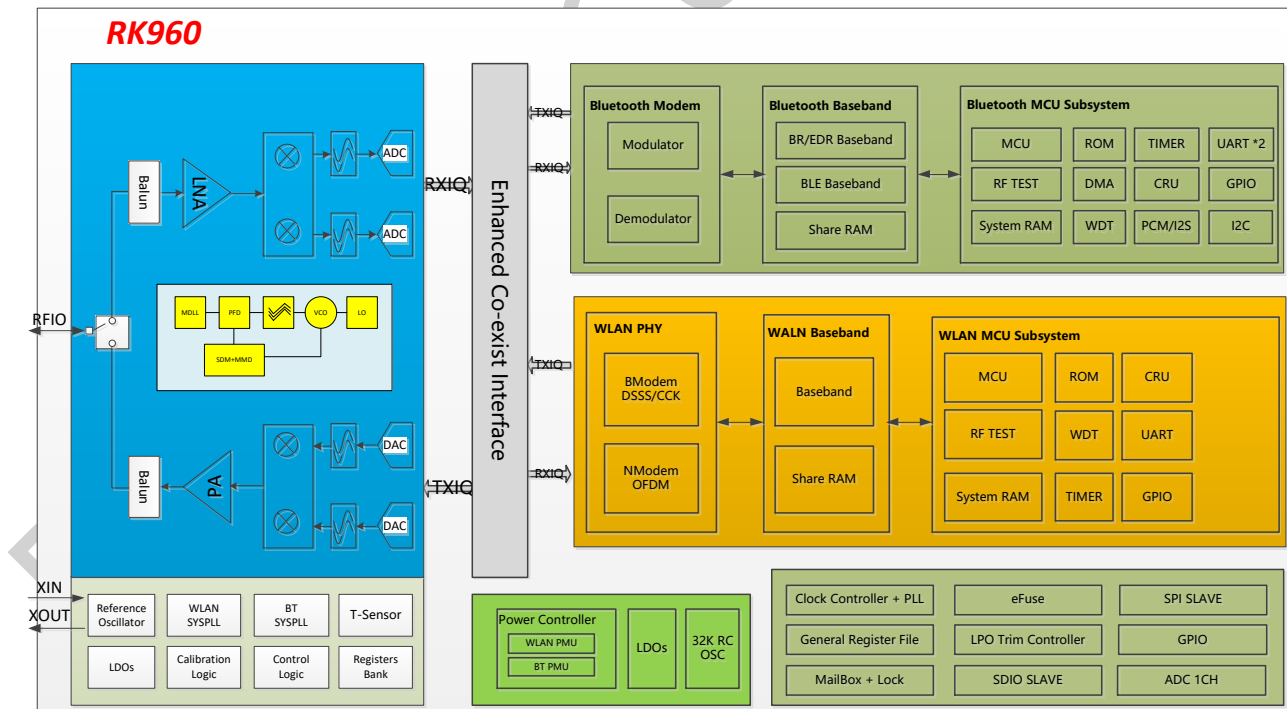 RK960
Balun
LNA
ADC
ADC
RXIQ
RFIO
MDLL
PFD
VCO
LO
SDM+MMD
Balun
PA
DAC
DAC
TXIQ
XIN
XOUT
Reference
Oscillator
WLAN
SYSPLL
BT
SYSPLL
T-Sensor
LDOs
Calibration
Logic
Control
Logic
Registers
Bank
Enhanced Co-exist Interface
TXIQ
RXIQ
Bluetooth Modem
Modulator
Demodulator
Bluetooth Baseband
BR/EDR Baseband
BLE Baseband
Share RAM
Bluetooth MCU Subsystem
MCU
ROM
TIMER
UART *2
RF TEST
DMA
CRU
GPIO
System RAM
WDT
PCM/I2S
I2C
TXIQ
RXIQ
WLAN PHY
BModem
DSSS/CCK
NModem
OFDM
WALN Baseband
Baseband
Share RAM
WLAN MCU Subsystem
MCU
ROM
CRU
RF TEST
WDT
UART
System RAM
TIMER
GPIO
Power Controller
WLAN PMU
BT PMU
LDOs
32K RC
OSC
Clock Controller + PLL
eFuse
SPI SLAVE
General Register File
LPO Trim Controller
GPIO
MailBox + Lock
SDIO SLAVE
ADC 1CH